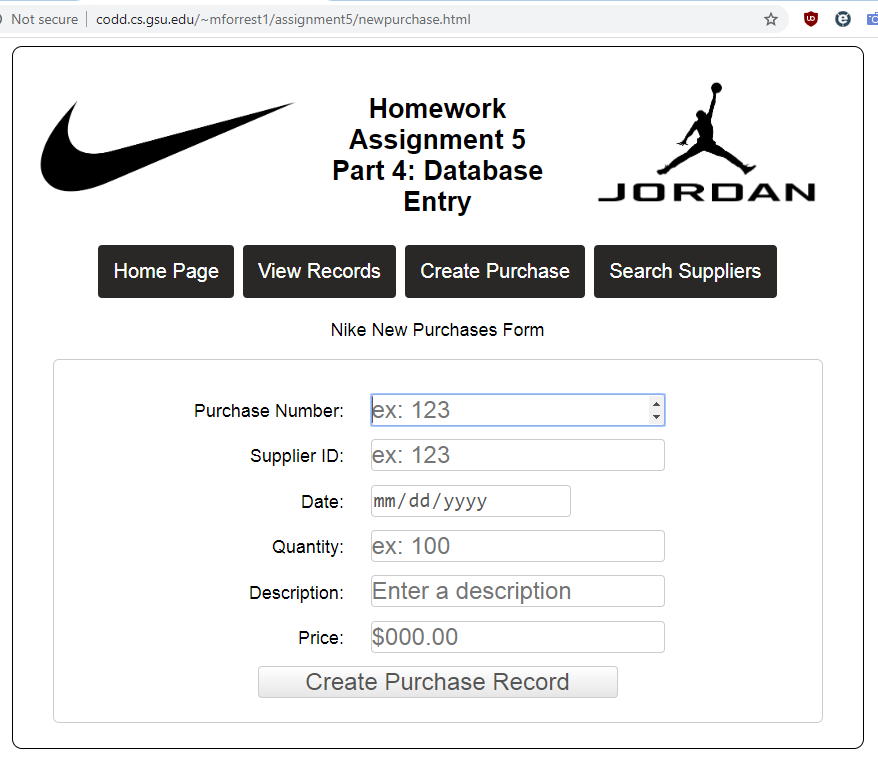 Not secure | codd.cs.gsu.edu/~mforrest1/assignment5/newpurchase.html
Homework
Assignment 5
Part 4: Database
Entry
JORDAN
Home Page View Records Create Purchase Search Suppliers
Nike New Purchases Form
Purchase Number: ex: 123
Supplier ID: ex: 123
Date: mm/dd/yyyy
Quantity: ex: 100
Description: Enter a description
Price: $000.00
Create Purchase Record